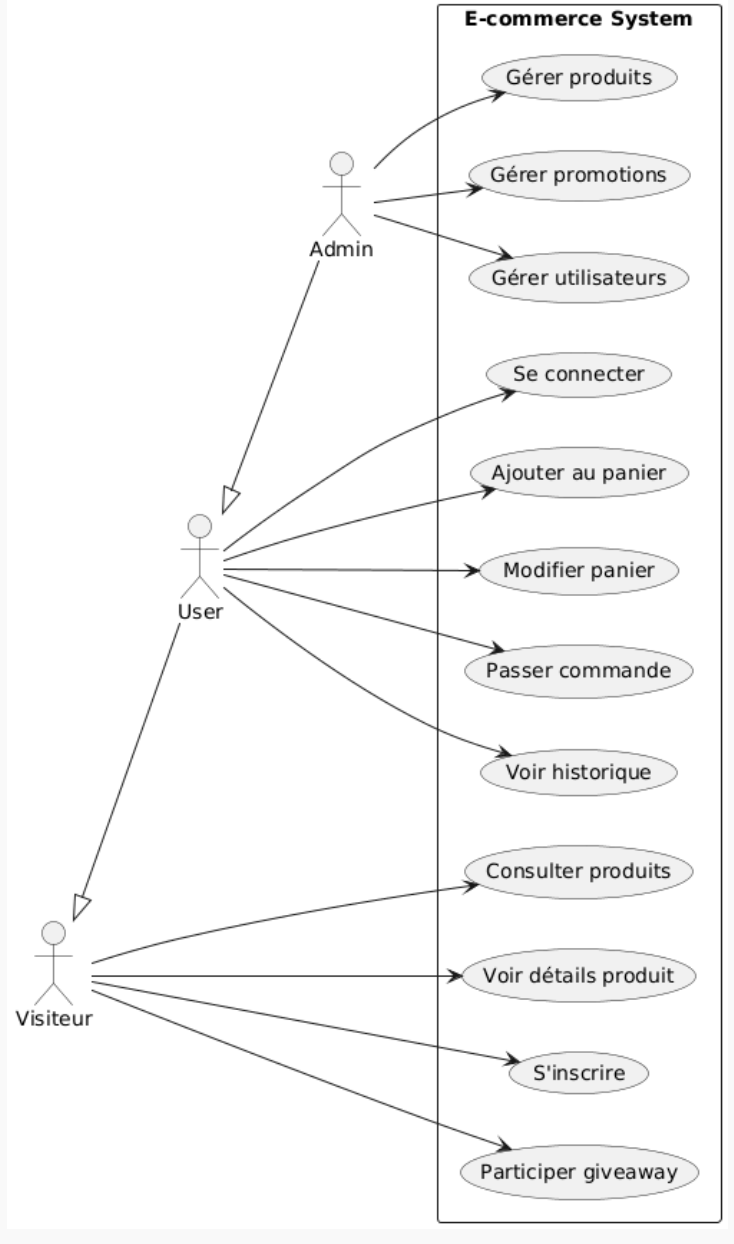 E-commerce System
Gérer produits
Gérer promotions
Admin
Gérer utilisateurs
Se connecter
Ajouter au panier
Modifier panier
User
Passer commande
Voir historique
Consulter produits
Voir détails produit
Visiteur
S'inscrire
Participer giveaway